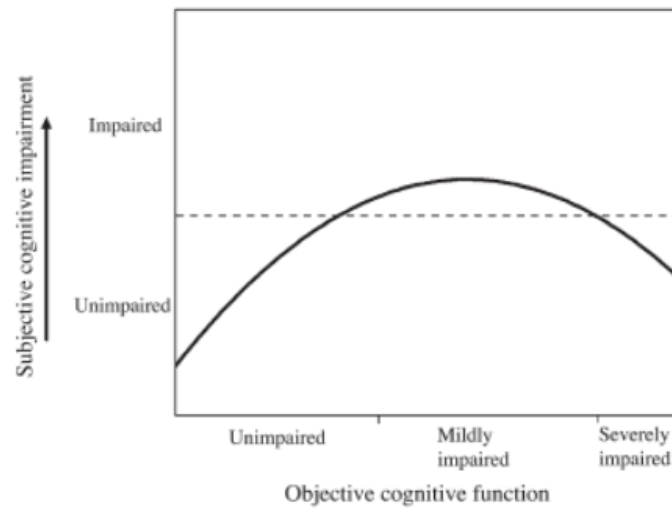 Subjective cognitive impairment
Impaired
Unimpaired
Unimpaired
Mildly
impaired
Severely
impaired
Objective cognitive function